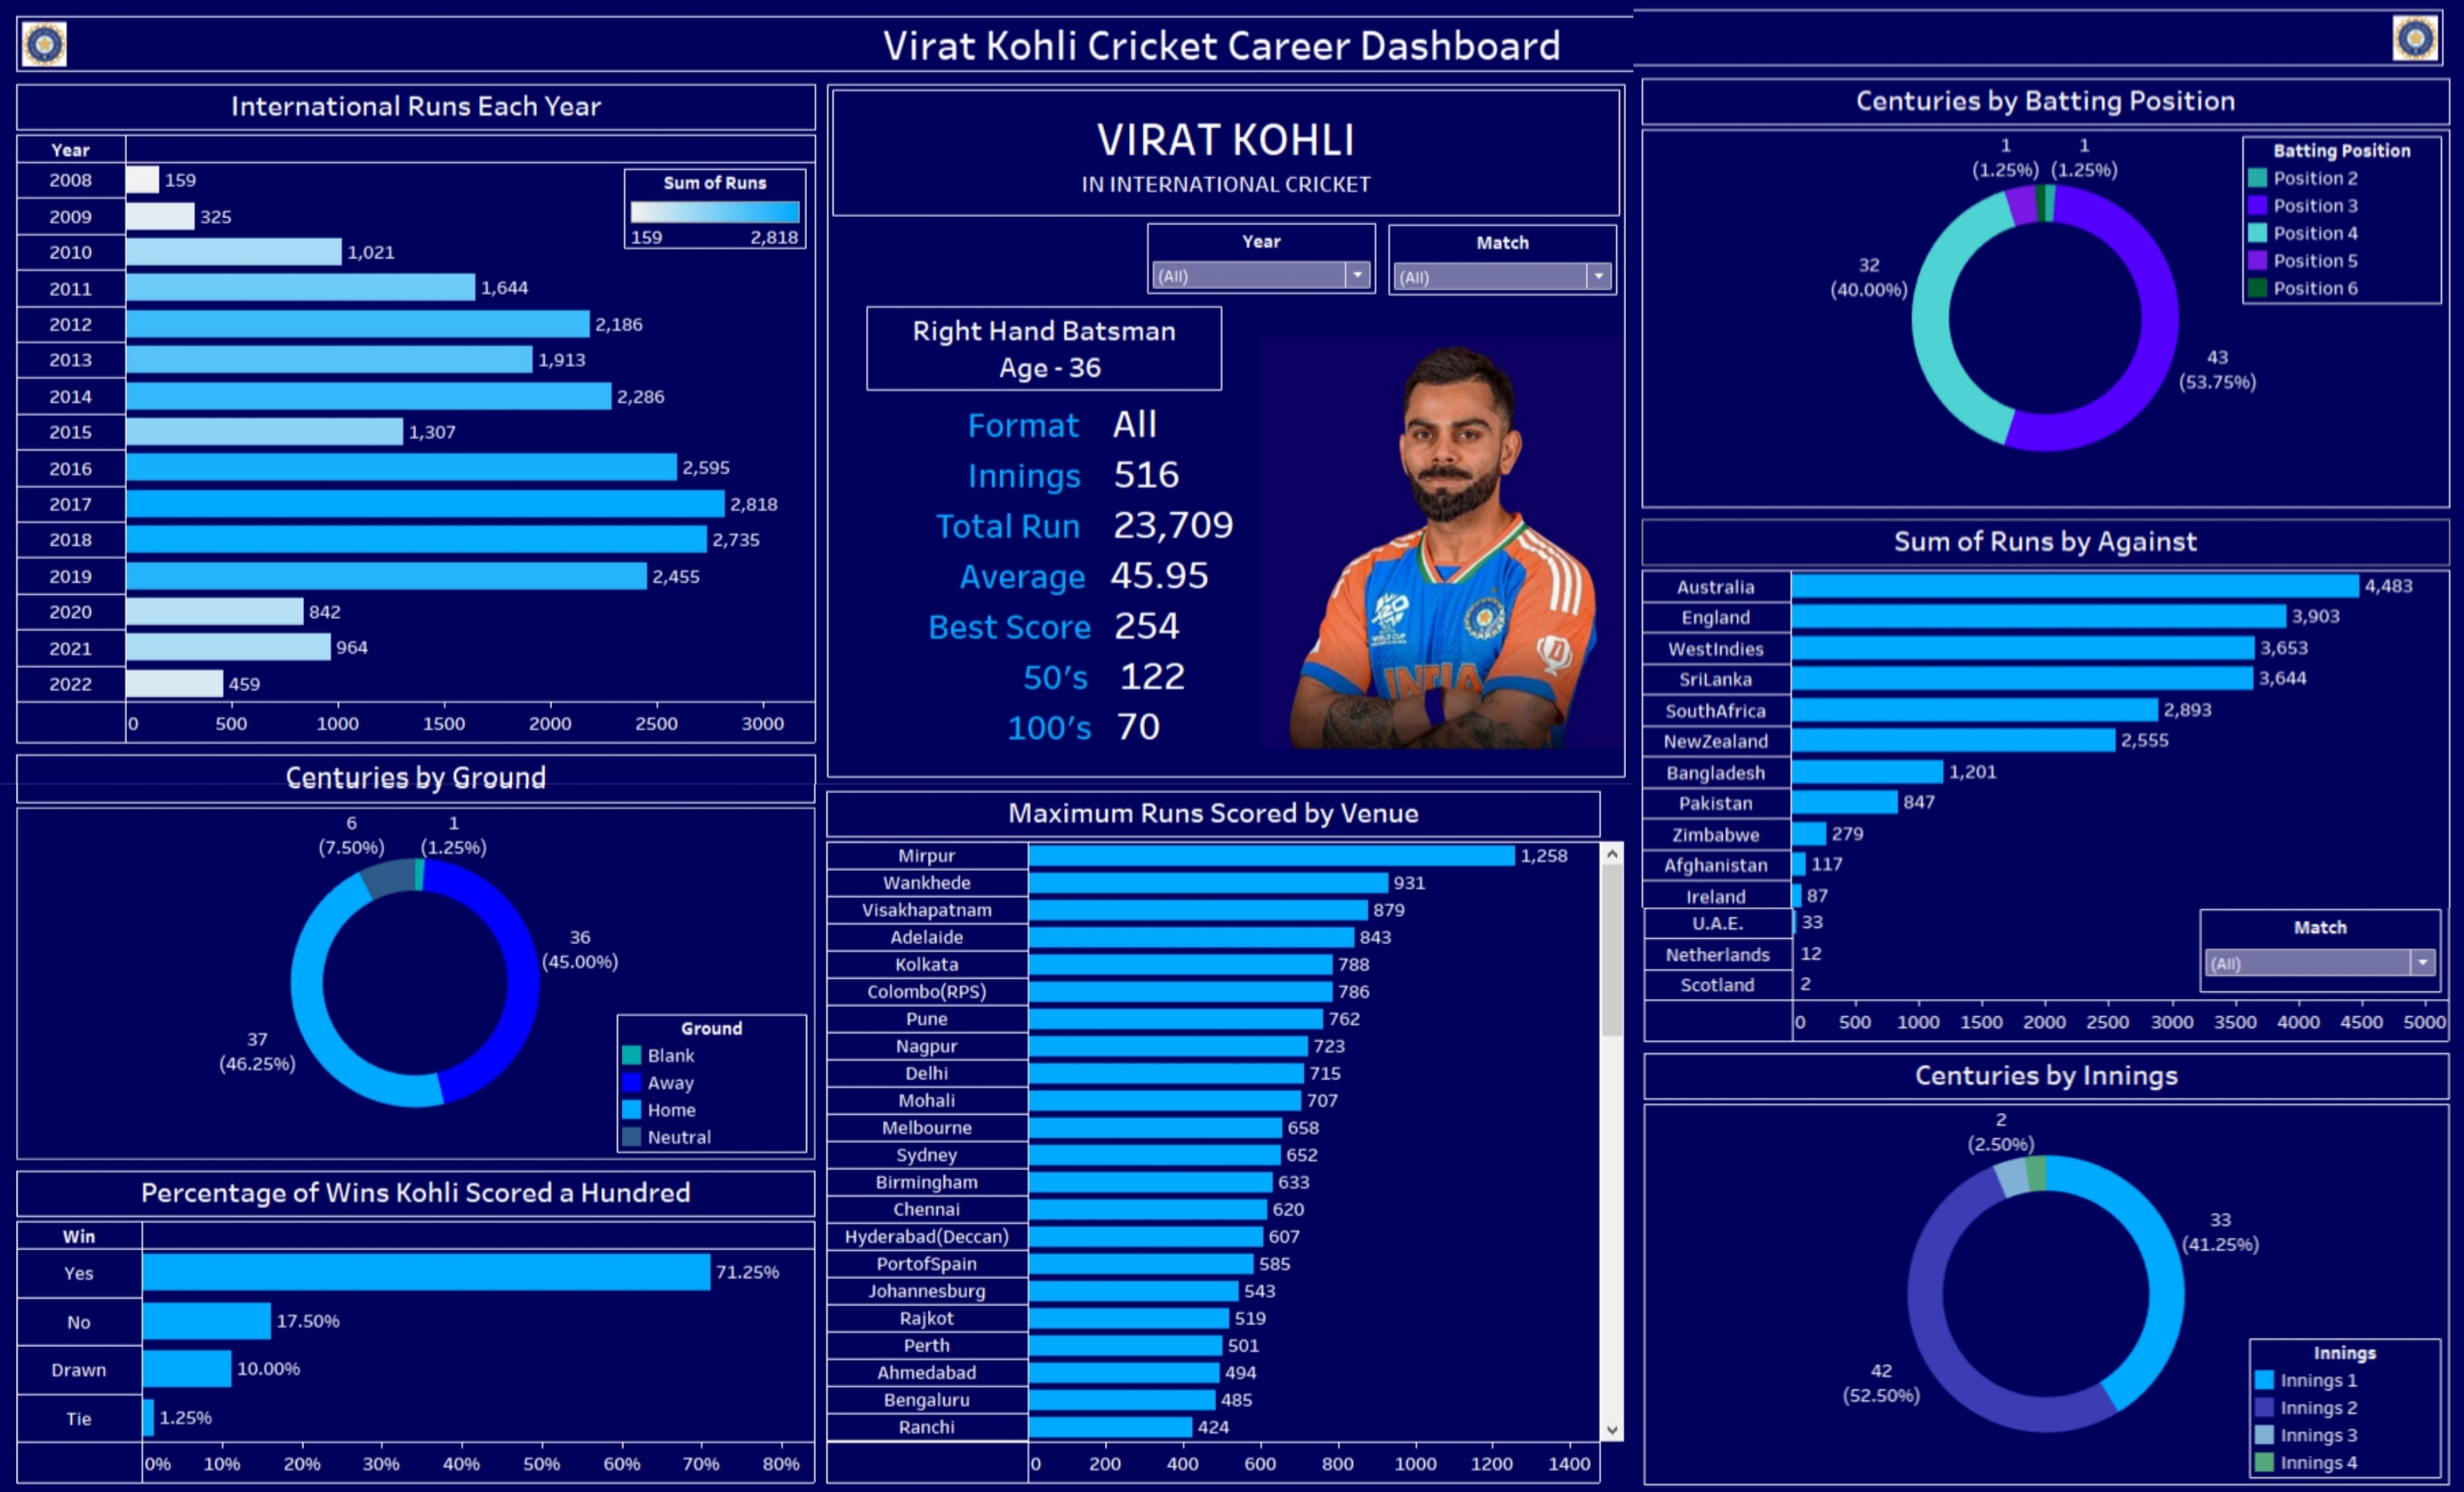 Virat Kohli Cricket Career Dashboard
International Runs Each Year
Year
2008 159
2009 325
2010 1,021
2011 1,644
2012 2,186
2013 1,913
2014 2,286
2015 1,307
2016 2,595
2017 2,818
2018 2,735
2019 2,455
2020 842
2021 964
2022 459
0 500 1000 1500 2000 2500 3000
Sum of Runs
159 2,818
Centuries by Ground
6
(7.50%)
1
(1.25%)
36
(45.00%)
37
(46.25%)
Ground
Blank
Away
Home
Neutral
Percentage of Wins Kohli Scored a Hundred
Win
Yes 71.25%
No 17.50%
Drawn 10.00%
Tie 1.25%
0% 10% 20% 30% 40% 50% 60% 70% 80%
VIRAT KOHLI
IN INTERNATIONAL CRICKET
Year
(All)
Match
(All)
Right Hand Batsman
Age - 36
Format All
Innings 516
Total Run 23,709
Average 45.95
Best Score 254
50's 122
100's 70
T20
WORLD CUP
INDIA
Maximum Runs Scored by Venue
Mirpur 1,258
Wankhede 931
Visakhapatnam 879
Adelaide 843
Kolkata 788
Colombo(RPS) 786
Pune 762
Nagpur 723
Delhi 715
Mohali 707
Melbourne 658
Sydney 652
Birmingham 633
Chennai 620
Hyderabad(Deccan) 607
PortofSpain 585
Johannesburg 543
Rajkot 519
Perth 501
Ahmedabad 494
Bengaluru 485
Ranchi 424
0 200 400 600 800 1000 1200 1400
Centuries by Batting Position
1
(1.25%)
1
(1.25%)
32
(40.00%)
43
(53.75%)
Batting Position
Position 2
Position 3
Position 4
Position 5
Position 6
Sum of Runs by Against
Australia 4,483
England 3,903
WestIndies 3,653
SriLanka 3,644
SouthAfrica 2,893
NewZealand 2,555
Bangladesh 1,201
Pakistan 847
Zimbabwe 279
Afghanistan 117
Ireland 87
U.A.E. 33
Netherlands 12
Scotland 2
0 500 1000 1500 2000 2500 3000 3500 4000 4500 5000
Match
(All)
Centuries by Innings
2
(2.50%)
33
(41.25%)
42
(52.50%)
Innings
Innings 1
Innings 2
Innings 3
Innings 4